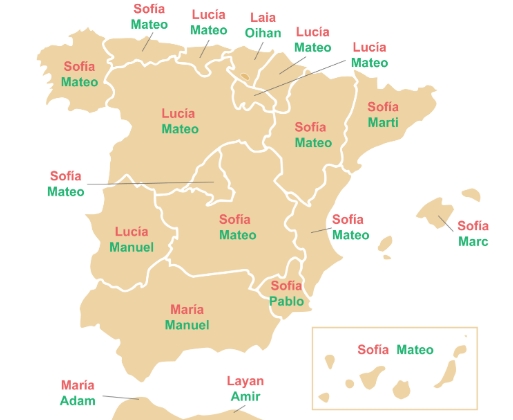 Sofía
Mateo
Lucía
Mateo
Laia
Oihan
Lucía
Mateo
Lucía
Mateo
Sofía
Mateo
Sofía
Martí
Lucía
Mateo
Sofía
Mateo
Sofía
Mateo
Sofía
Mateo
Sofía
Mateo
Sofía
Marc
Lucía
Manuel
Sofía
Pablo
María
Manuel
Sofía Mateo
María
Adam
Layan
Amir